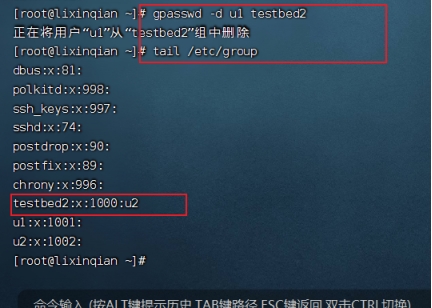 [root@lixinqian ~]# gpasswd -d u1 testbed2
正在将用户“u1”从“testbed2”组中删除
[root@lixinqian ~]# tail /etc/group
dbus:x:81:
polkitd:x:998:
ssh_keys:x:997:
sshd:x:74:
postdrop:x:90:
postfix:x:89:
chrony:x:996:
testbed2:x:1000:u2
u1:x:1001:
u2:x:1002:
[root@lixinqian ~]#
命令输入 (按ALT键提示历史,TAB键路径,ESC键返回,双击CTRL切换)